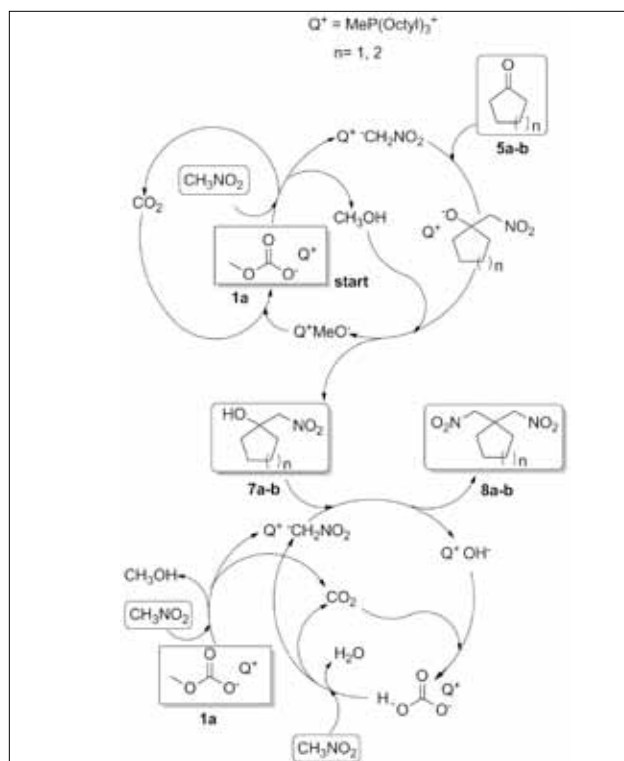 Q⁺ = MeP(Octyl)₃⁺
n= 1, 2
O
( )n
5a-b
Q⁺ ⁻CH₂NO₂
CH₃NO₂
CO₂
CH₃OH
⁻O
Q⁺
NO₂
( )n
O
O
O⁻
Q⁺
1a
start
Q⁺MeO⁻
HO
NO₂
( )n
7a-b
O₂N
NO₂
( )n
8a-b
Q⁺ ⁻CH₂NO₂
Q⁺ OH⁻
CH₃OH
CO₂
CH₃NO₂
H₂O
O
O
O⁻
Q⁺
1a
H
O
O
O⁻
Q⁺
CH₃NO₂